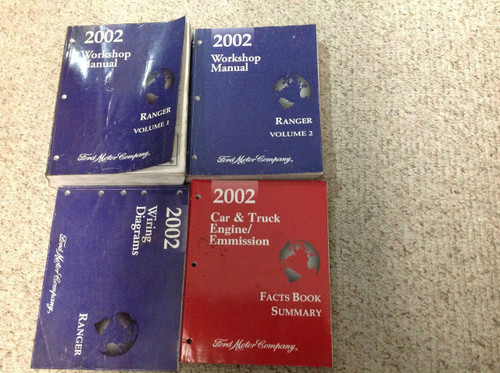 2002
Workshop
Manual
RANGER
VOLUME 1
Ford Motor Company
2002
Workshop
Manual
RANGER
VOLUME 2
Ford Motor Company
2002
Wiring
Diagrams
RANGER
Ford Motor Company
2002
Car & Truck
Engine/
Emmission
FACTS BOOK
SUMMARY
Ford Motor Company